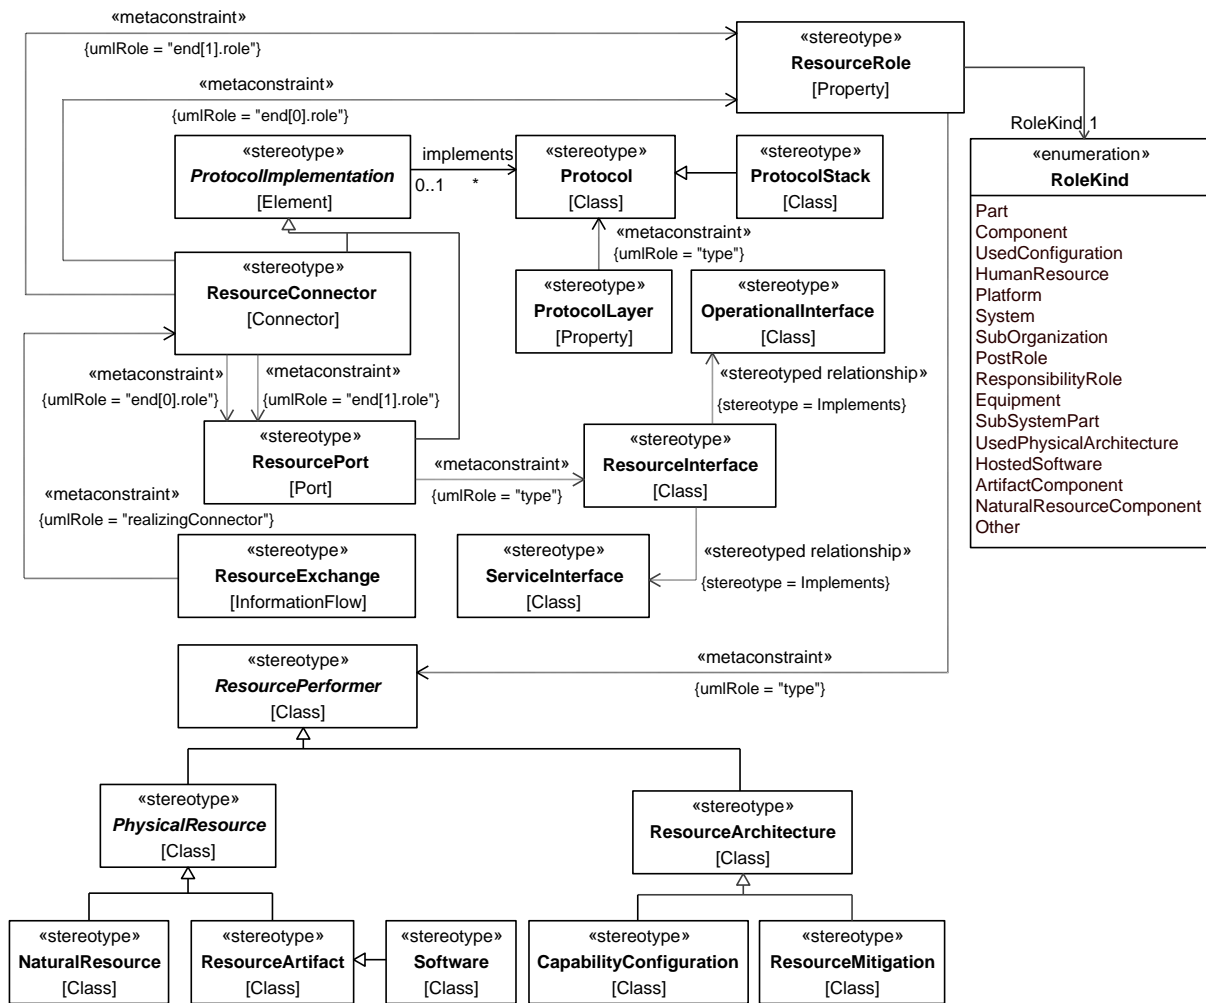 «metaconstraint»
{umlRole = "end[1].role"}
«stereotype»
ResourceRole
[Property]
«metaconstraint»
{umlRole = "end[0].role"}
RoleKind 1
«stereotype»
ProtocolImplementation
[Element]
implements
0..1 *
«stereotype»
Protocol
[Class]
«stereotype»
ProtocolStack
[Class]
«enumeration»
RoleKind
Part
Component
UsedConfiguration
HumanResource
Platform
System
SubOrganization
PostRole
ResponsibilityRole
Equipment
SubSystemPart
UsedPhysicalArchitecture
HostedSoftware
ArtifactComponent
NaturalResourceComponent
Other
«metaconstraint»
{umlRole = "type"}
«stereotype»
ResourceConnector
[Connector]
«stereotype»
ProtocolLayer
[Property]
«stereotype»
OperationalInterface
[Class]
«metaconstraint»
{umlRole = "end[0].role"}
«metaconstraint»
{umlRole = "end[1].role"}
«stereotyped relationship»
{stereotype = Implements}
«stereotype»
ResourcePort
[Port]
«metaconstraint»
{umlRole = "type"}
«stereotype»
ResourceInterface
[Class]
«metaconstraint»
{umlRole = "realizingConnector"}
«stereotype»
ResourceExchange
[InformationFlow]
«stereotype»
ServiceInterface
[Class]
«stereotyped relationship»
{stereotype = Implements}
«stereotype»
ResourcePerformer
[Class]
«metaconstraint»
{umlRole = "type"}
«stereotype»
PhysicalResource
[Class]
«stereotype»
ResourceArchitecture
[Class]
«stereotype»
NaturalResource
[Class]
«stereotype»
ResourceArtifact
[Class]
«stereotype»
Software
[Class]
«stereotype»
CapabilityConfiguration
[Class]
«stereotype»
ResourceMitigation
[Class]